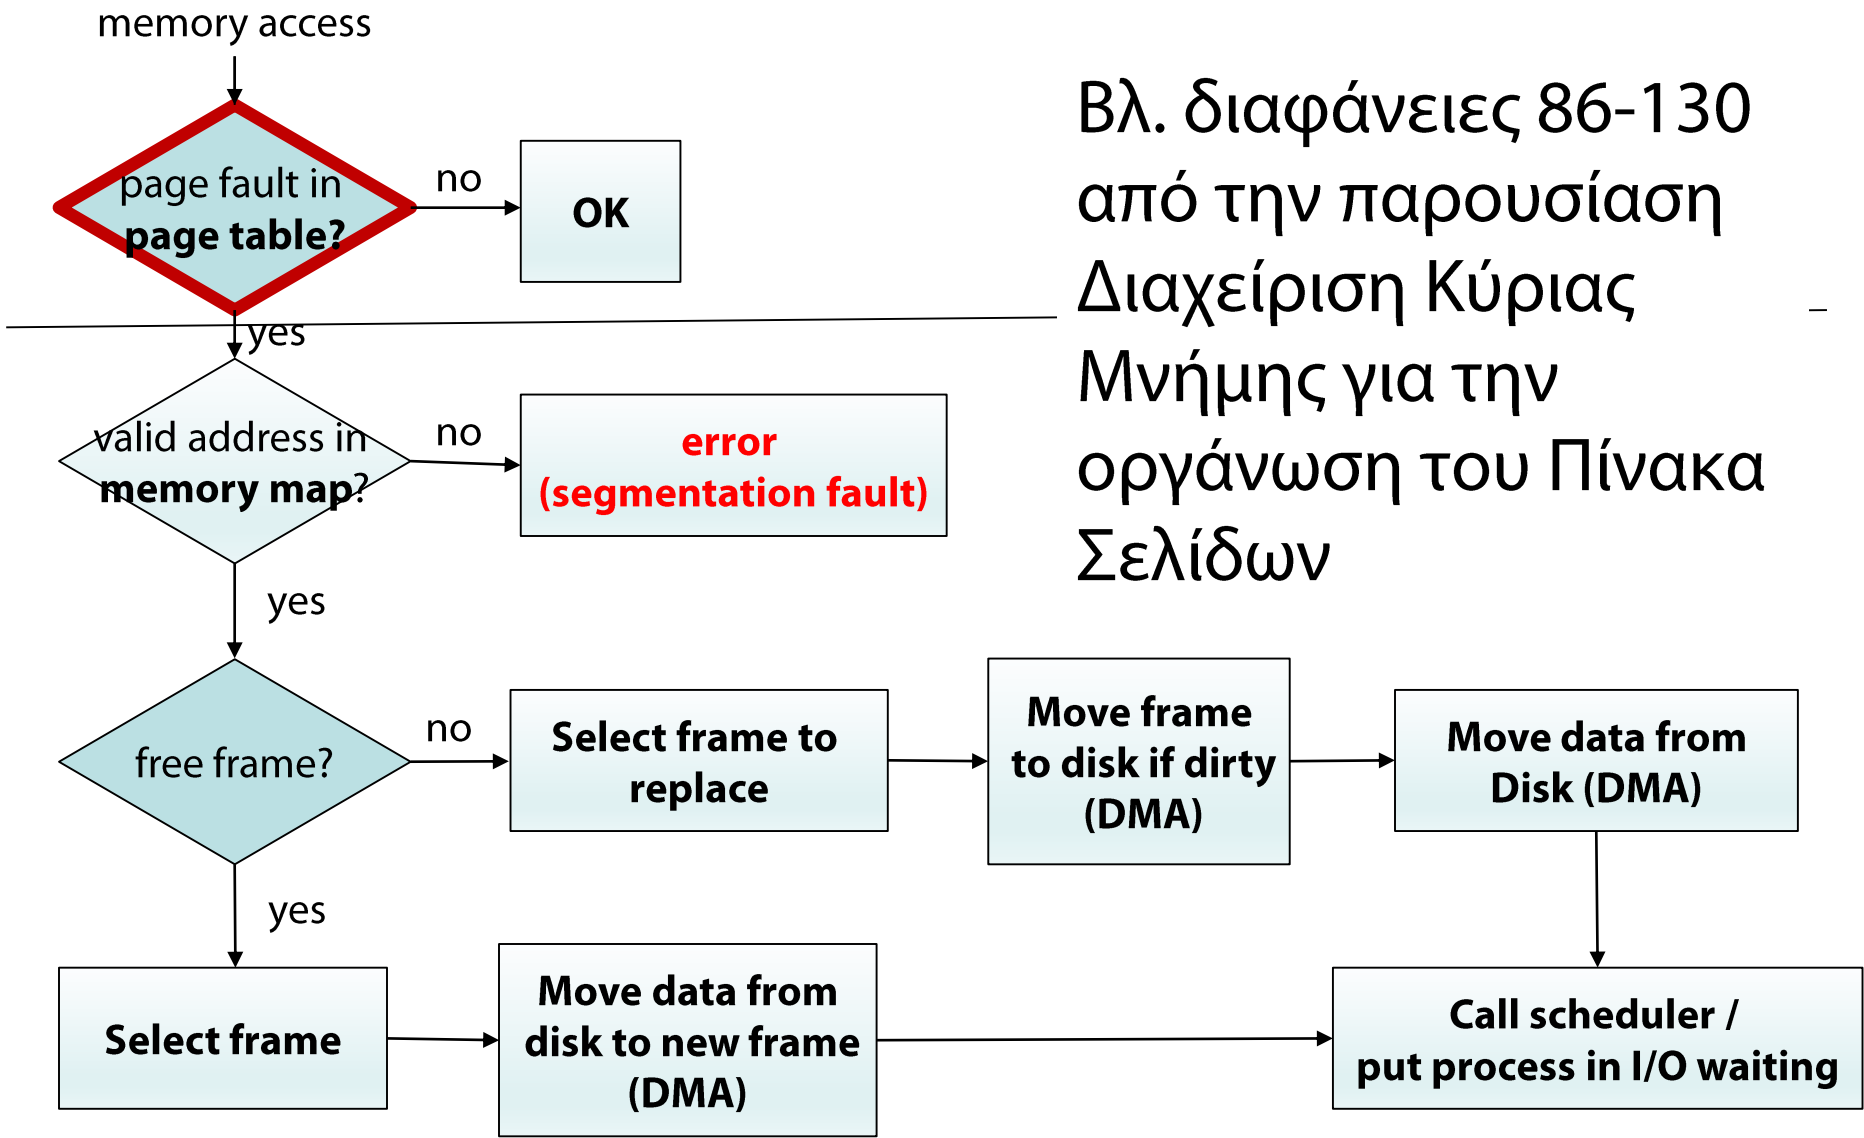 memory access
page fault in
page table?
no
OK
Βλ. διαφάνειες 86-130
από την παρουσίαση
Διαχείριση Κύριας
Μνήμης για την
οργάνωση του Πίνακα
Σελίδων
yes
valid address in
memory map?
no
error
(segmentation fault)
yes
free frame?
no
Select frame to
replace
Move frame
to disk if dirty
(DMA)
Move data from
Disk (DMA)
yes
Select frame
Move data from
disk to new frame
(DMA)
Call scheduler /
put process in I/O waiting